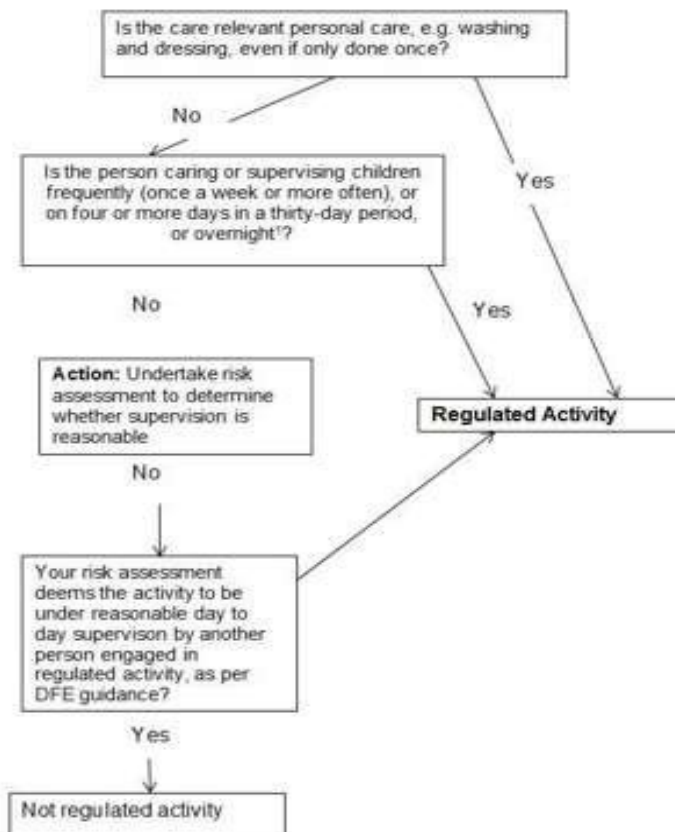 Is the care relevant personal care, e.g. washing
and dressing, even if only done once?
No
Yes
Is the person caring or supervising children
frequently (once a week or more often), or
on four or more days in a thirty-day period,
or overnight¹?
No
Yes
Action: Undertake risk
assessment to determine
whether supervision is
reasonable
Regulated Activity
No
Your risk assessment
deems the activity to be
under reasonable day to
day supervison by another
person engaged in
regulated activity, as per
DFE guidance?
Yes
Not regulated activity